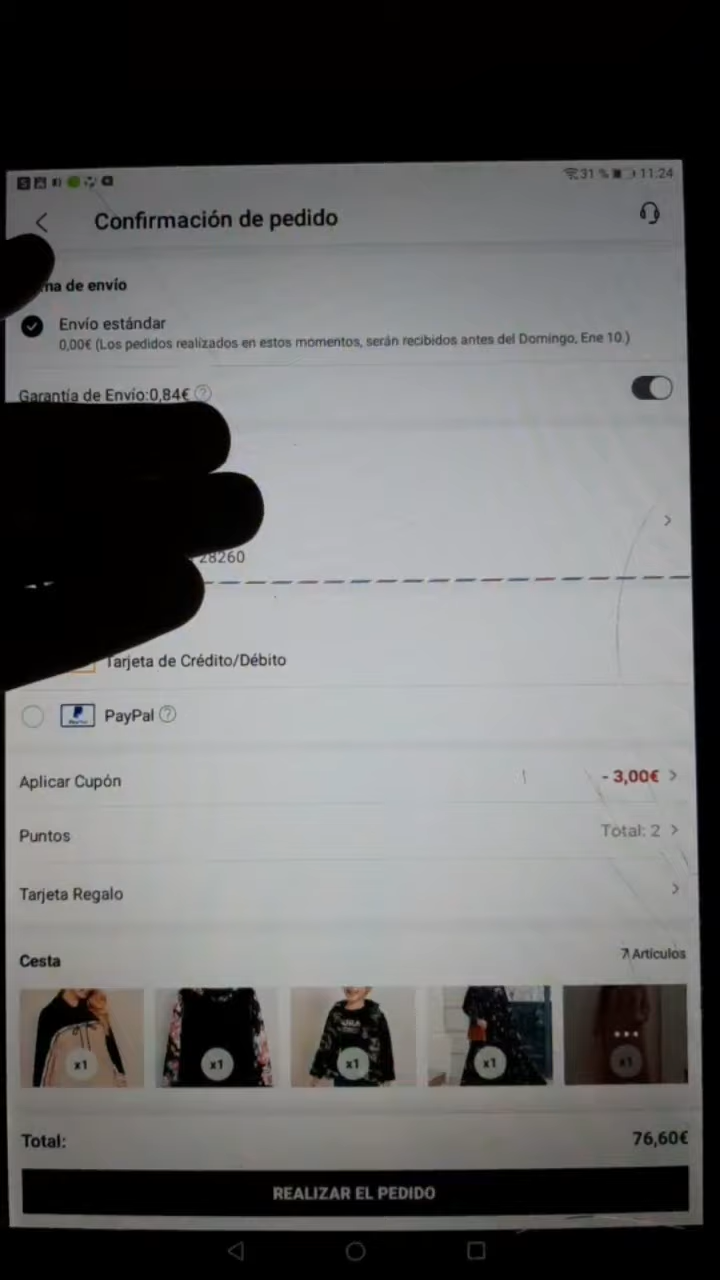 31 % 11:24
Confirmación de pedido
ma de envío
Envío estándar
0,00€ (Los pedidos realizados en estos momentos, serán recibidos antes del Domingo, Ene 10.)
Garantía de Envío:0,84€ ?
28260
Tarjeta de Crédito/Débito
PayPal ?
Aplicar Cupón - 3,00€ >
Puntos Total: 2 >
Tarjeta Regalo >
Cesta 7 Artículos
x1 x1 x1 x1 x1
Total: 76,60€
REALIZAR EL PEDIDO